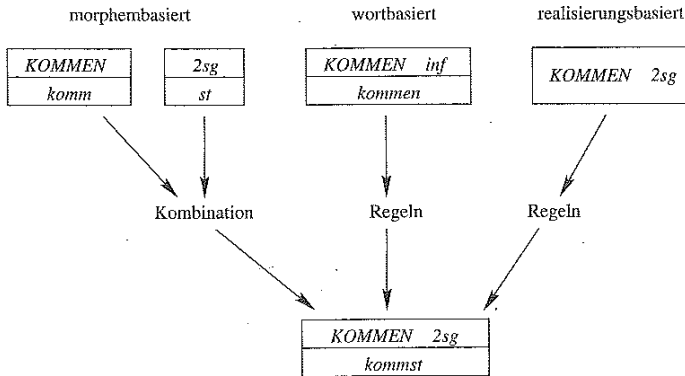 morphembasiert wortbasiert realisierungsbasiert
KOMMEN 2sg KOMMEN inf KOMMEN 2sg
komm st kommen
Kombination Regeln Regeln
KOMMEN 2sg
kommst